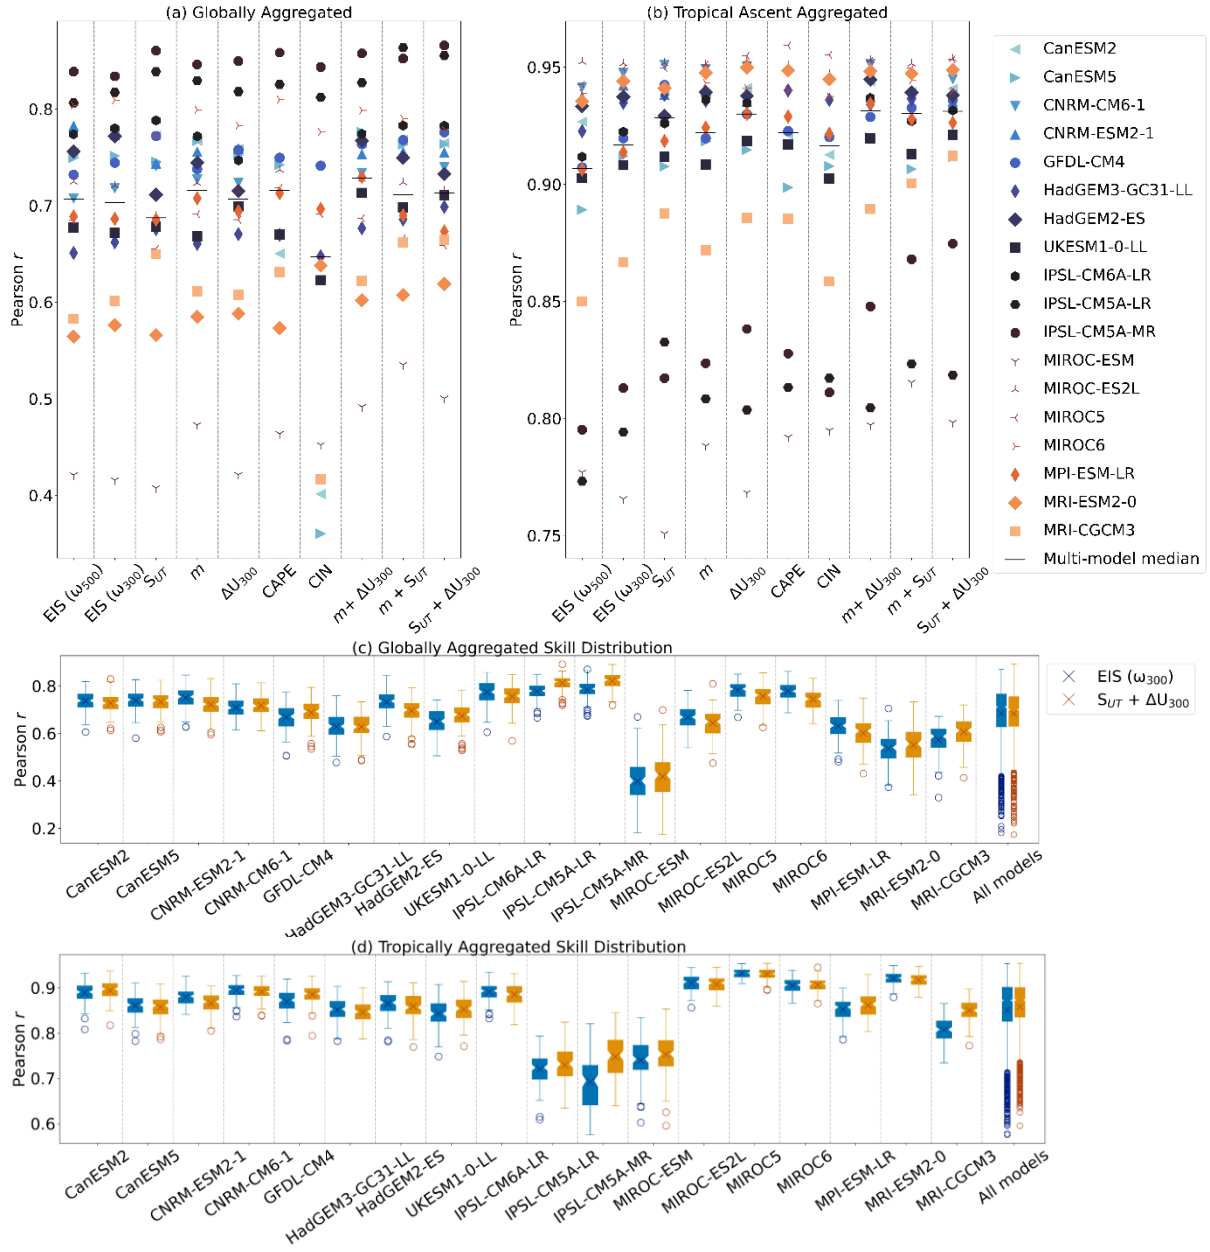 (a) Globally Aggregated
Pearson r
0.8
0.7
0.6
0.5
0.4
EIS (ω500)
EIS (ω300)
SUT
m
ΔU300
CAPE
CIN
m+ ΔU300
m + SUT
SUT + ΔU300
(b) Tropical Ascent Aggregated
Pearson r
0.95
0.90
0.85
0.80
0.75
EIS (ω500)
EIS (ω300)
SUT
m
ΔU300
CAPE
CIN
m+ ΔU300
m + SUT
SUT + ΔU300
CanESM2
CanESM5
CNRM-CM6-1
CNRM-ESM2-1
GFDL-CM4
HadGEM3-GC31-LL
HadGEM2-ES
UKESM1-0-LL
IPSL-CM6A-LR
IPSL-CM5A-LR
IPSL-CM5A-MR
MIROC-ESM
MIROC-ES2L
MIROC5
MIROC6
MPI-ESM-LR
MRI-ESM2-0
MRI-CGCM3
Multi-model median
(c) Globally Aggregated Skill Distribution
Pearson r
0.8
0.6
0.4
0.2
CanESM2
CanESM5
CNRM-ESM2-1
CNRM-CM6-1
GFDL-CM4
HadGEM3-GC31-LL
HadGEM2-ES
UKESM1-0-LL
IPSL-CM6A-LR
IPSL-CM5A-LR
IPSL-CM5A-MR
MIROC-ESM
MIROC-ES2L
MIROC5
MIROC6
MPI-ESM-LR
MRI-ESM2-0
MRI-CGCM3
All models
EIS (ω300)
SUT + ΔU300
(d) Tropically Aggregated Skill Distribution
Pearson r
0.9
0.8
0.7
0.6
CanESM2
CanESM5
CNRM-ESM2-1
CNRM-CM6-1
GFDL-CM4
HadGEM3-GC31-LL
HadGEM2-ES
UKESM1-0-LL
IPSL-CM6A-LR
IPSL-CM5A-LR
IPSL-CM5A-MR
MIROC-ESM
MIROC-ES2L
MIROC5
MIROC6
MPI-ESM-LR
MRI-ESM2-0
MRI-CGCM3
All models